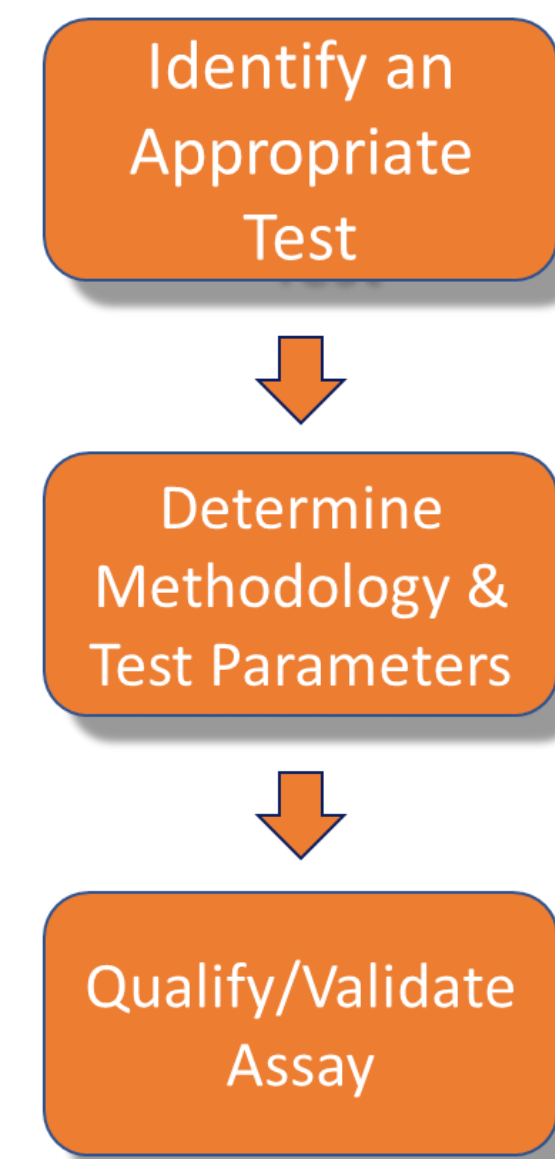 Identify an
Appropriate
Test
Determine
Methodology &
Test Parameters
Qualify/Validate
Assay